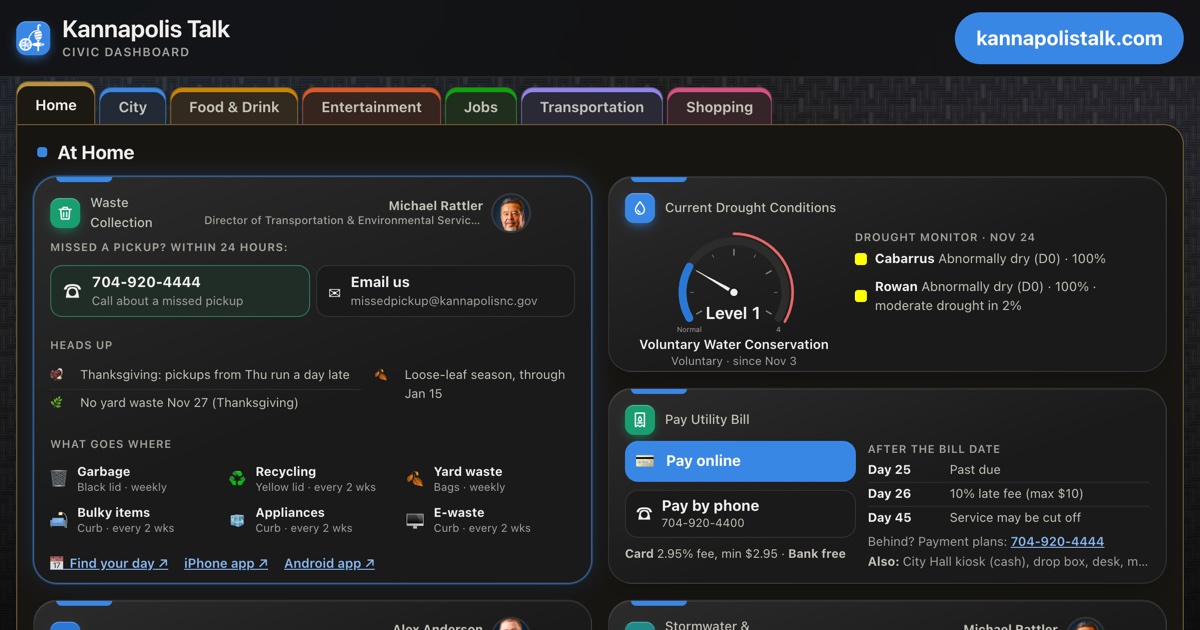 Kannapolis Talk
CIVIC DASHBOARD
kannapolistalk.com
Home
City
Food & Drink
Entertainment
Jobs
Transportation
Shopping
At Home
Waste
Collection
Michael Rattler
Director of Transportation & Environmental Servic...
MISSED A PICKUP? WITHIN 24 HOURS:
704-920-4444
Call about a missed pickup
Email us
missedpickup@kannapolisnc.gov
HEADS UP
Thanksgiving: pickups from Thu run a day late
No yard waste Nov 27 (Thanksgiving)
Loose-leaf season, through
Jan 15
WHAT GOES WHERE
Garbage
Black lid · weekly
Recycling
Yellow lid · every 2 wks
Yard waste
Bags · weekly
Bulky items
Curb · every 2 wks
Appliances
Curb · every 2 wks
E-waste
Curb · every 2 wks
Find your day ↗
iPhone app ↗
Android app ↗
Current Drought Conditions
Level 1
Normal
4
Voluntary Water Conservation
Voluntary · since Nov 3
DROUGHT MONITOR · NOV 24
Cabarrus Abnormally dry (D0) · 100%
Rowan Abnormally dry (D0) · 100% ·
moderate drought in 2%
Pay Utility Bill
Pay online
Pay by phone
704-920-4400
Card 2.95% fee, min $2.95 · Bank free
AFTER THE BILL DATE
Day 25 Past due
Day 26 10% late fee (max $10)
Day 45 Service may be cut off
Behind? Payment plans: 704-920-4444
Also: City Hall kiosk (cash), drop box, desk, m...
Alex Anderson
Stormwater &
Michael Rattler